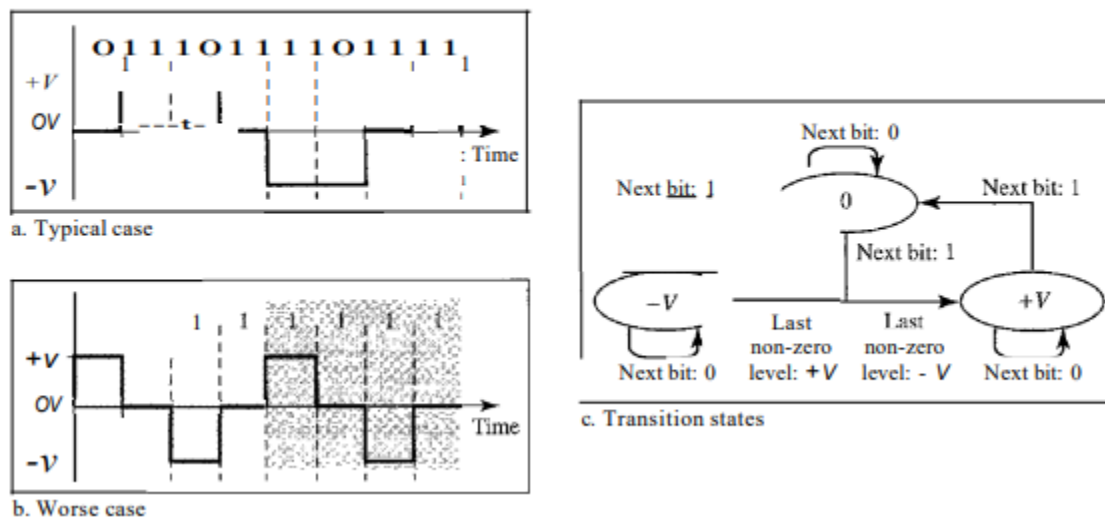 0 1 1 1 0 1 1 1 1 0 1 1 1 1
1 1
+V
0V
t
: Time
-V
1
a. Typical case
1 1 1 1 1 1
+V
0V
Time
-V
b. Worse case
Next bit: 0
Next bit: 1
0
Next bit: 1
Next bit: 1
-V
+V
Last non-zero level: +V
Last non-zero level: - V
Next bit: 0
Next bit: 0
c. Transition states